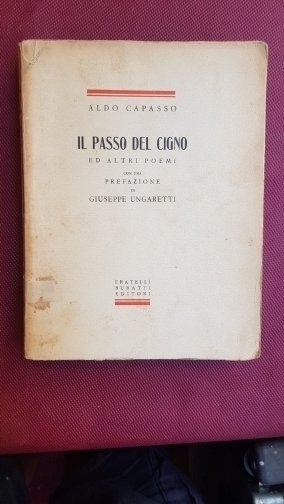 ALDO CAPASSO
IL PASSO DEL CIGNO
ED ALTRI POEMI
CON UNA
PREFAZIONE
DI
GIUSEPPE UNGARETTI
FRATELLI
BURATTI
EDITORI